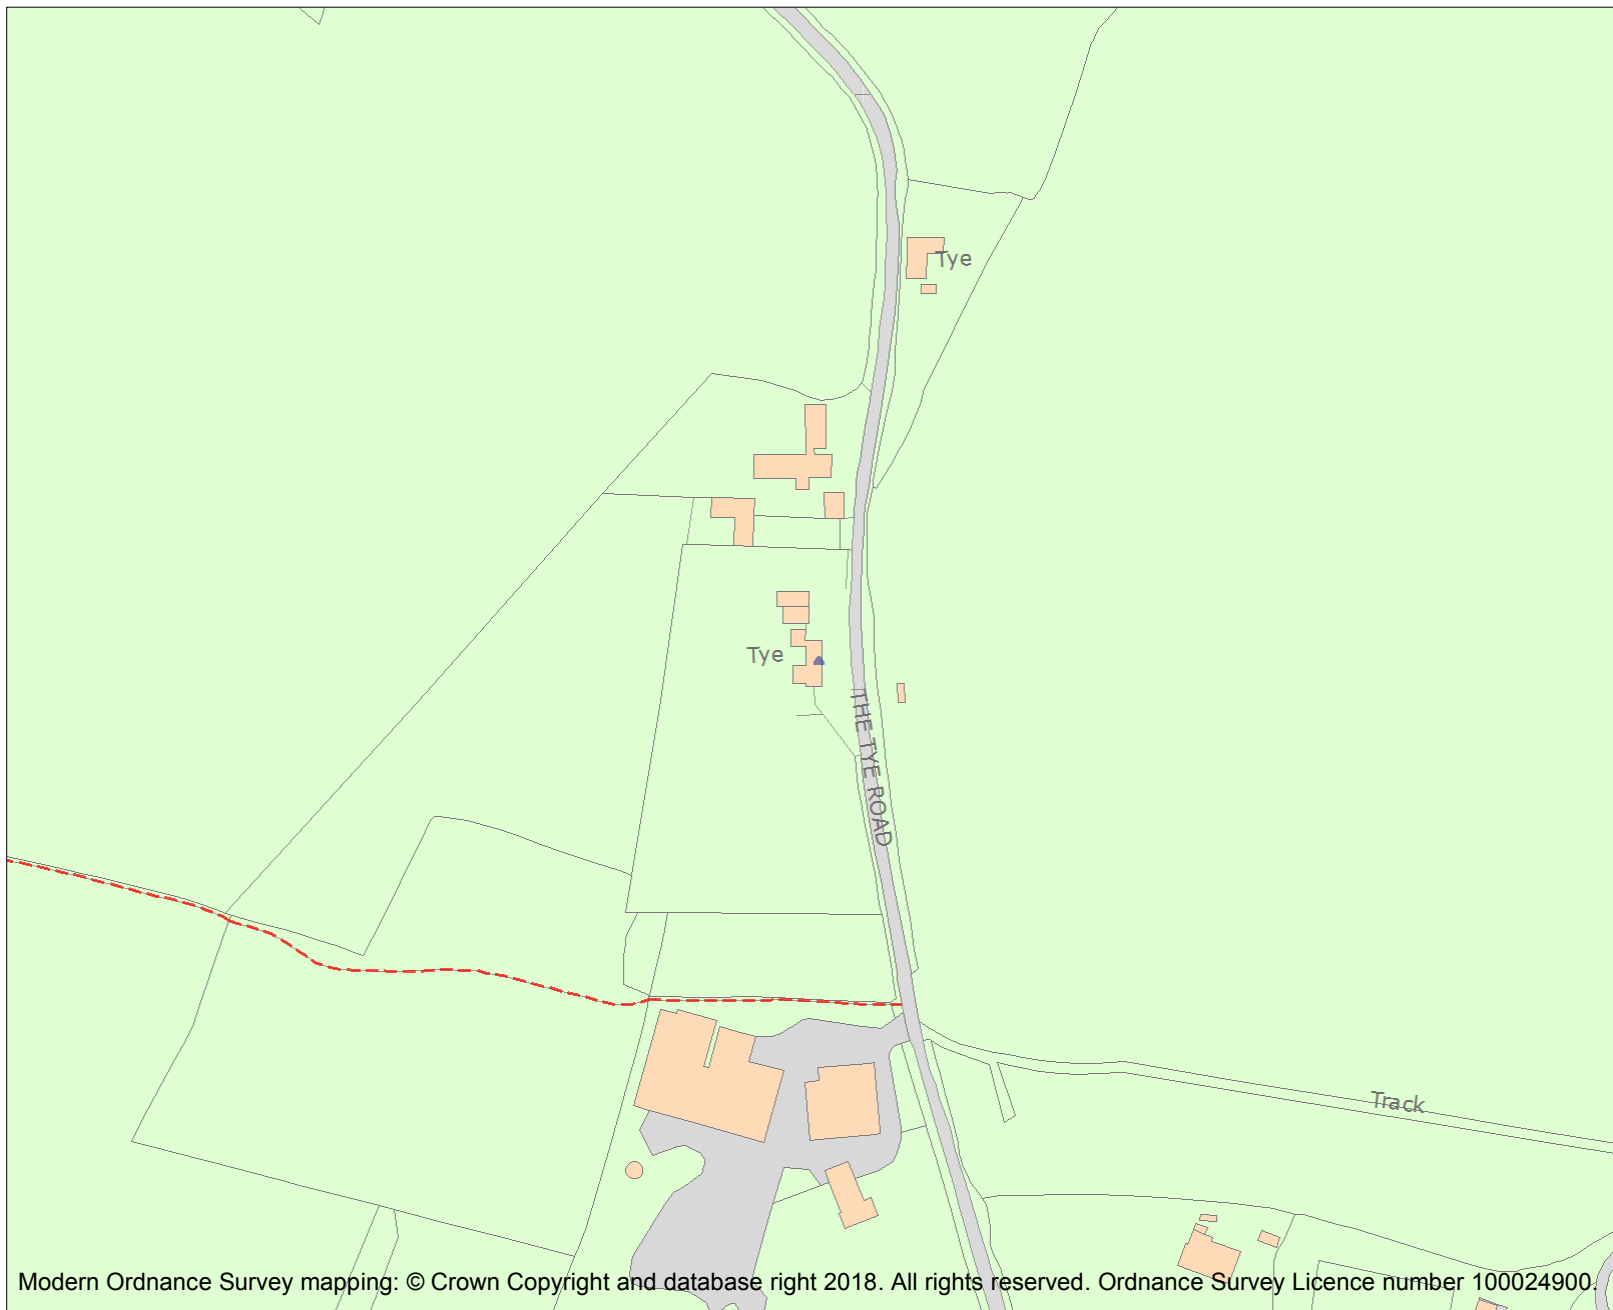 Tye
Tye
THE TYE ROAD
Track
Modern Ordnance Survey mapping: © Crown Copyright and database right 2018. All rights reserved. Ordnance Survey Licence number 100024900.